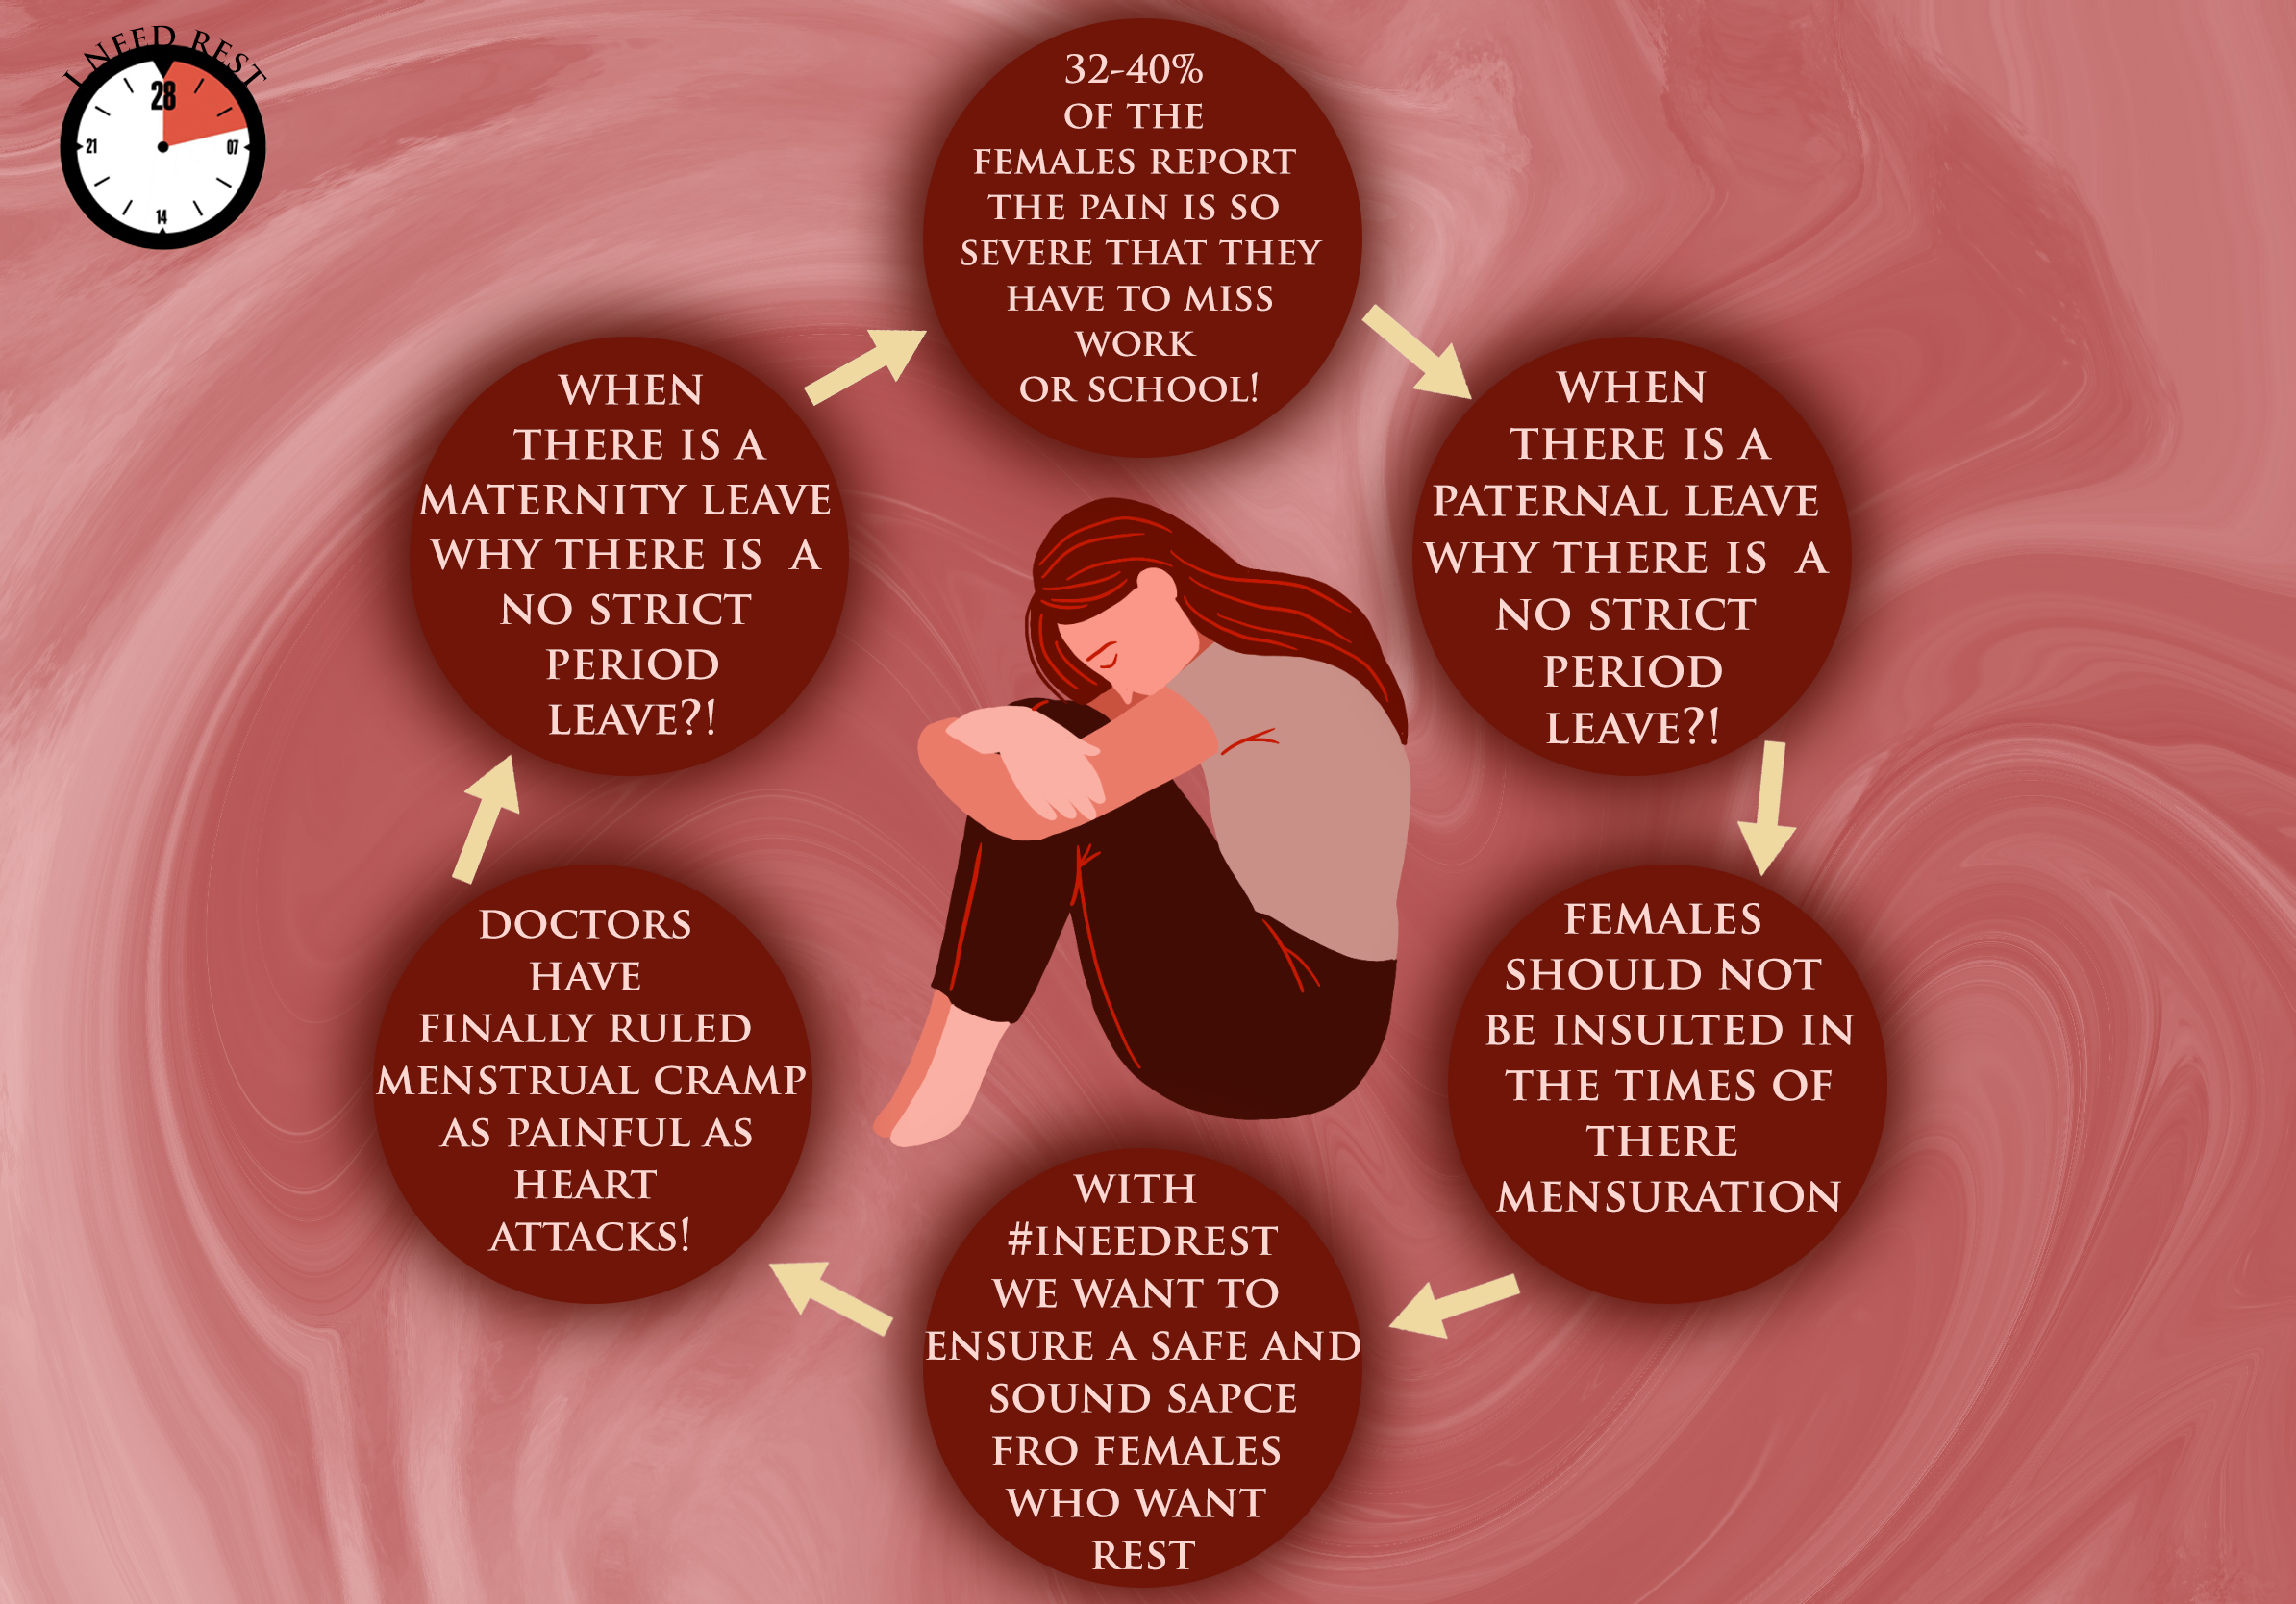 I NEED REST
28
21
07
14
32-40%
OF THE
FEMALES REPORT
THE PAIN IS SO
SEVERE THAT THEY
HAVE TO MISS
WORK
OR SCHOOL!
WHEN
THERE IS A
PATERNAL LEAVE
WHY THERE IS A
NO STRICT
PERIOD
LEAVE?!
FEMALES
SHOULD NOT
BE INSULTED IN
THE TIMES OF
THERE
MENSURATION
WITH
#INEEDREST
WE WANT TO
ENSURE A SAFE AND
SOUND SAPCE
FRO FEMALES
WHO WANT
REST
DOCTORS
HAVE
FINALLY RULED
MENSTRUAL CRAMP
AS PAINFUL AS
HEART
ATTACKS!
WHEN
THERE IS A
MATERNITY LEAVE
WHY THERE IS A
NO STRICT
PERIOD
LEAVE?!